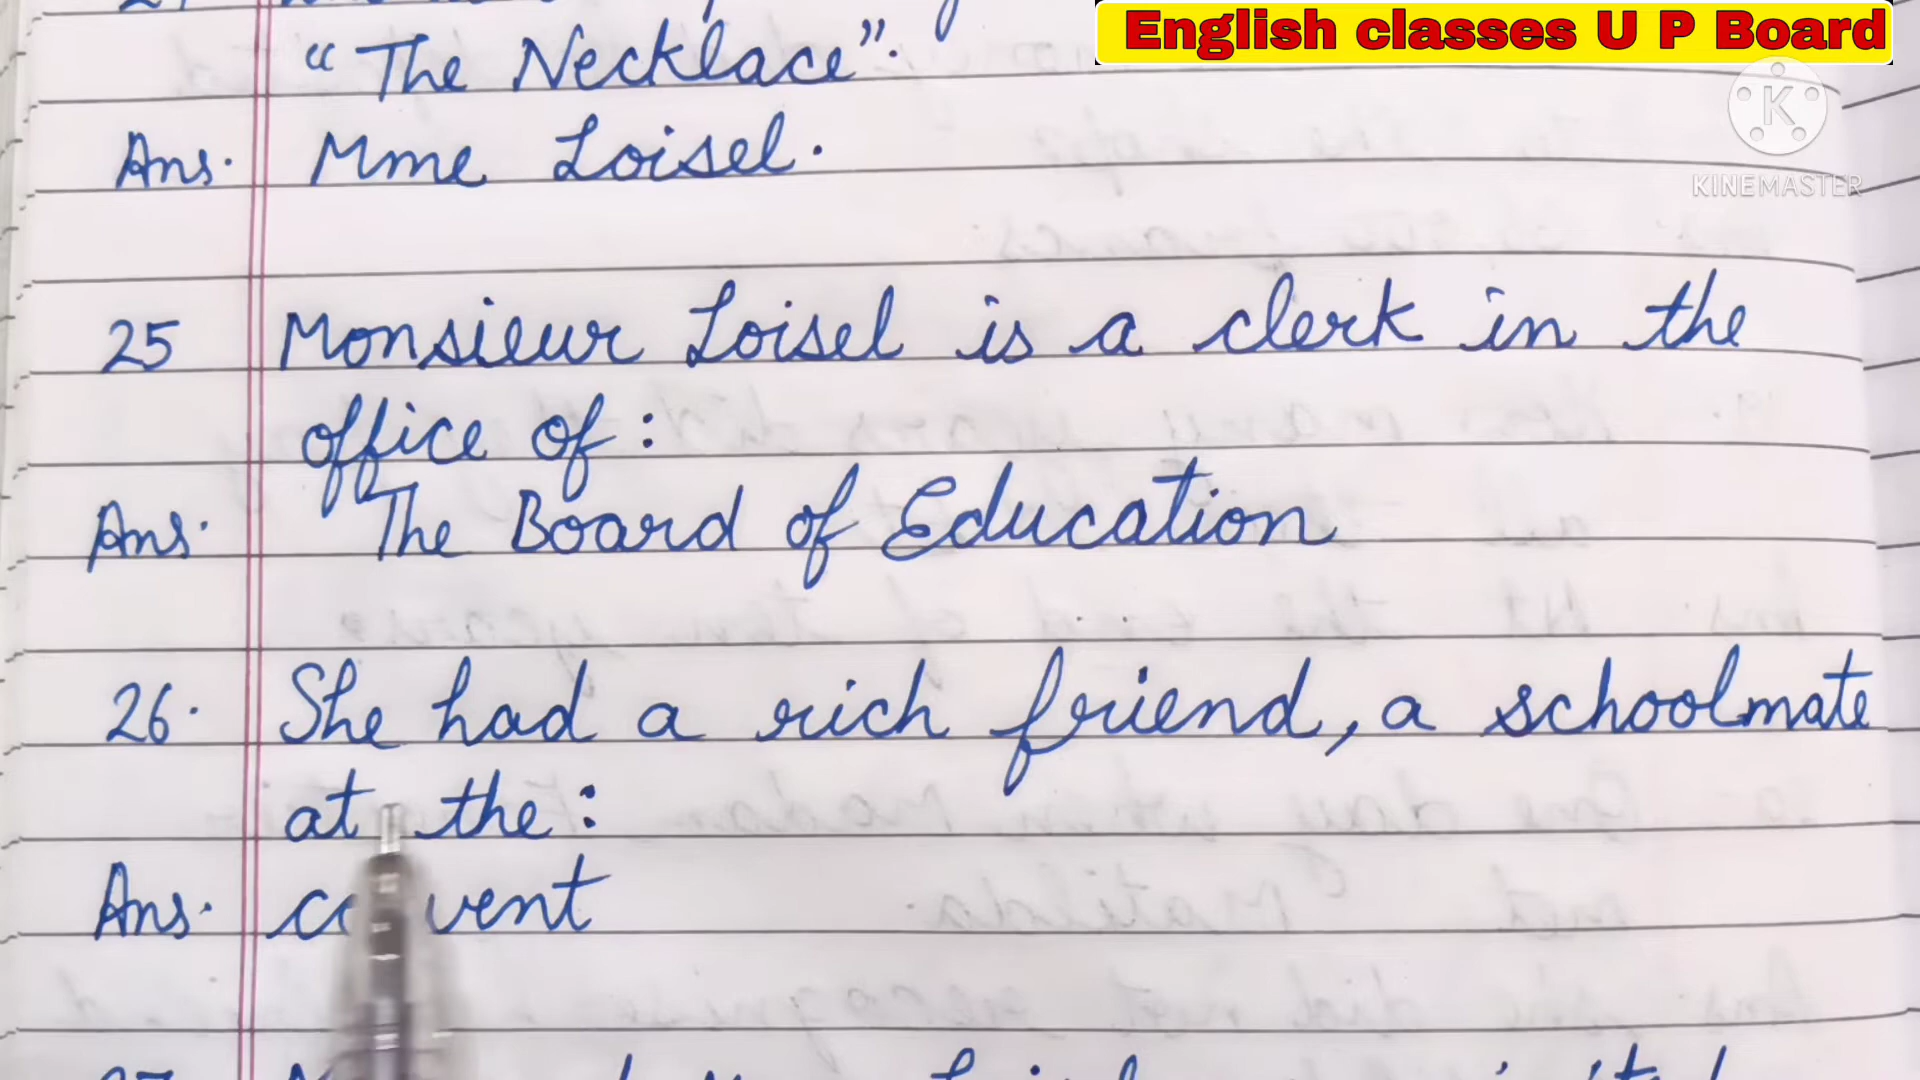 English classes U P Board
KINEMASTER
"The Necklace".
Ans. Mme Loisel.
25 Monsieur Loisel is a clerk in the
office of:
Ans. The Board of Education
26. She had a rich friend, a schoolmate
at the:
Ans.